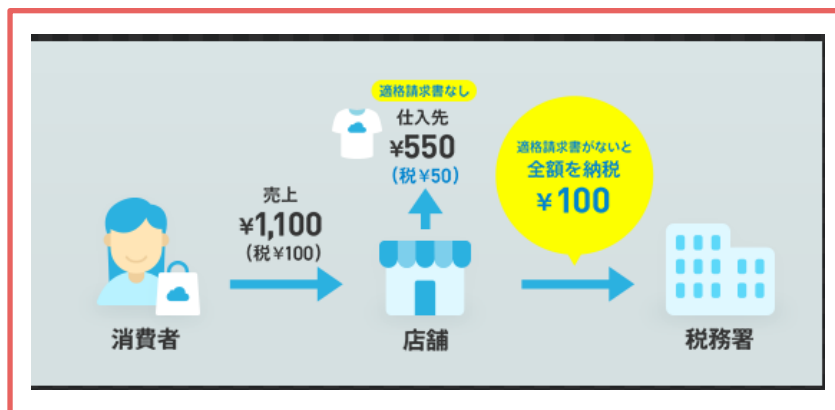 適格請求書なし
仕入先
¥550
(税¥50)
適格請求書がないと
全額を納税
¥100
売上
¥1,100
(税¥100)
消費者
店舗
税務署